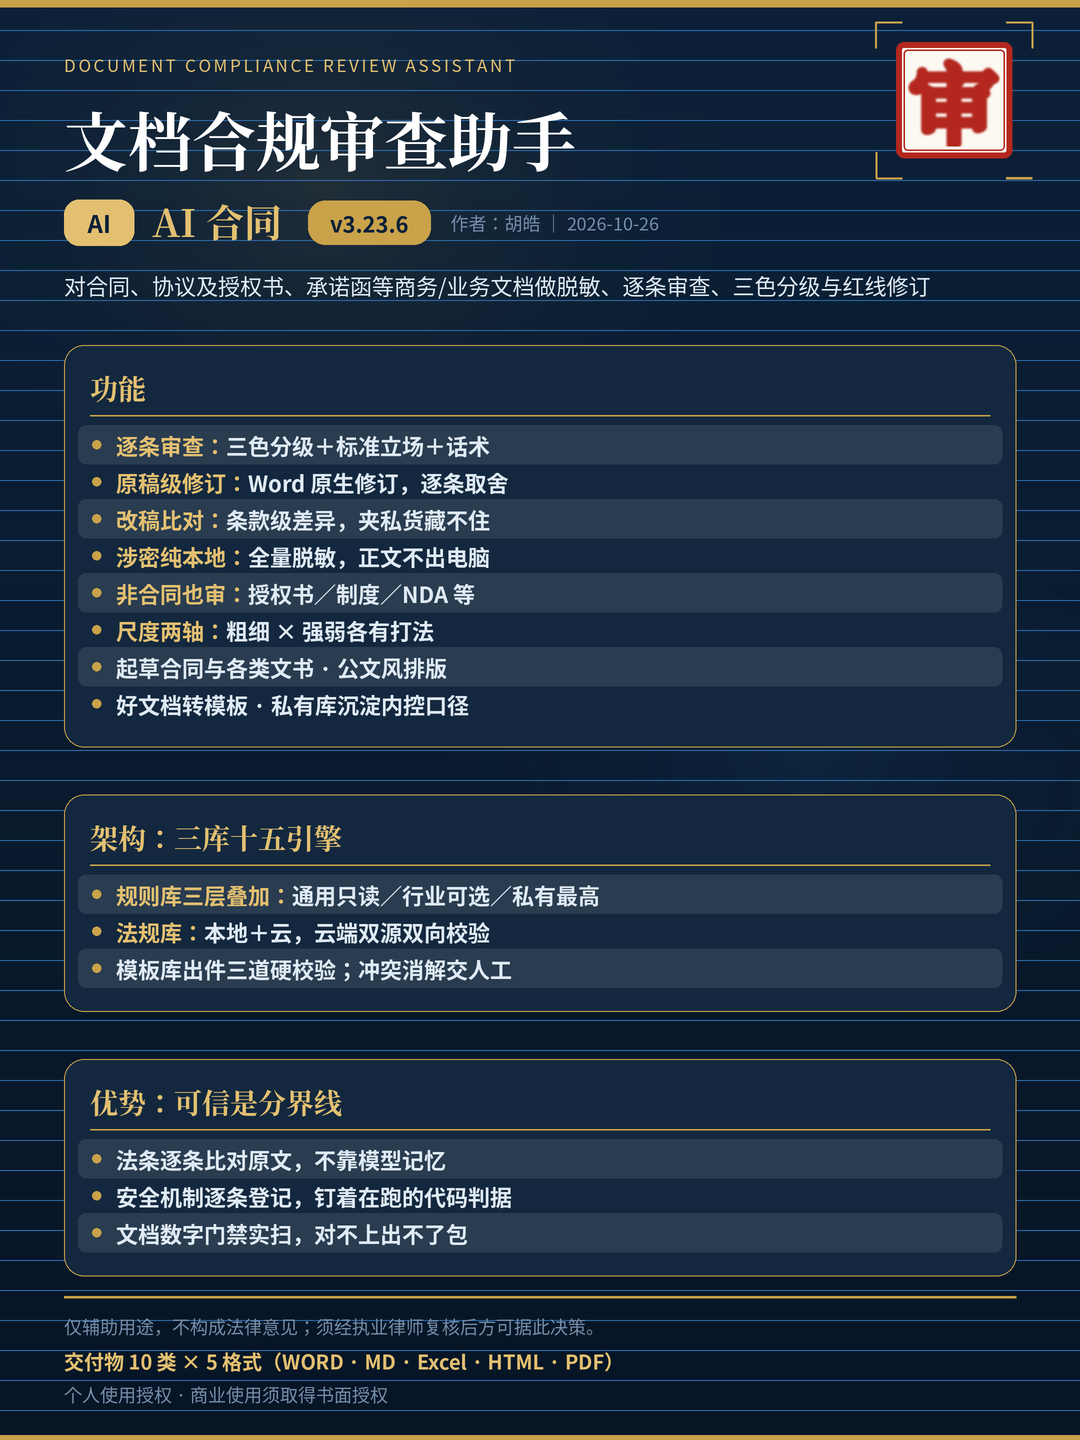 DOCUMENT COMPLIANCE REVIEW ASSISTANT
审
文档合规审查助手
AI AI 合同 v3.23.6 作者：胡皓｜2026-10-26
对合同、协议及授权书、承诺函等商务/业务文档做脱敏、逐条审查、三色分级与红线修订
功能
逐条审查：三色分级＋标准立场＋话术
原稿级修订：Word 原生修订，逐条取舍
改稿比对：条款级差异，夹私货藏不住
涉密纯本地：全量脱敏，正文不出电脑
非合同也审：授权书／制度／NDA 等
尺度两轴：粗细 × 强弱各有打法
起草合同与各类文书 · 公文风排版
好文档转模板 · 私有库沉淀内控口径
架构：三库十五引擎
规则库三层叠加：通用只读／行业可选／私有最高
法规库：本地＋云，云端双源双向校验
模板库出件三道硬校验；冲突消解交人工
优势：可信是分界线
法条逐条比对原文，不靠模型记忆
安全机制逐条登记，钉着在跑的代码判据
文档数字门禁实扫，对不上出不了包
仅辅助用途，不构成法律意见；须经执业律师复核后方可据此决策。
交付物 10 类 × 5 格式（WORD · MD · Excel · HTML · PDF）
个人使用授权 · 商业使用须取得书面授权